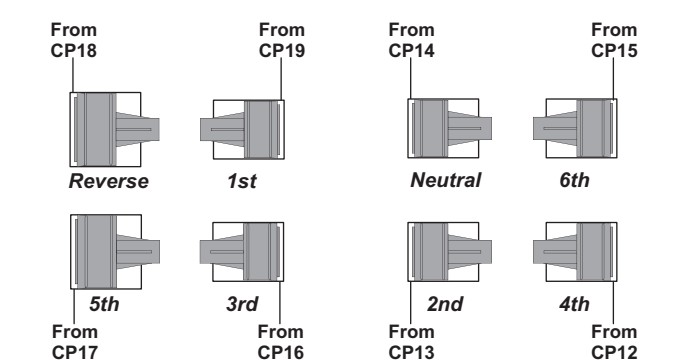 From
CP18
From
CP19
From
CP14
From
CP15
Reverse
1st
Neutral
6th
5th
3rd
2nd
4th
From
CP17
From
CP16
From
CP13
From
CP12